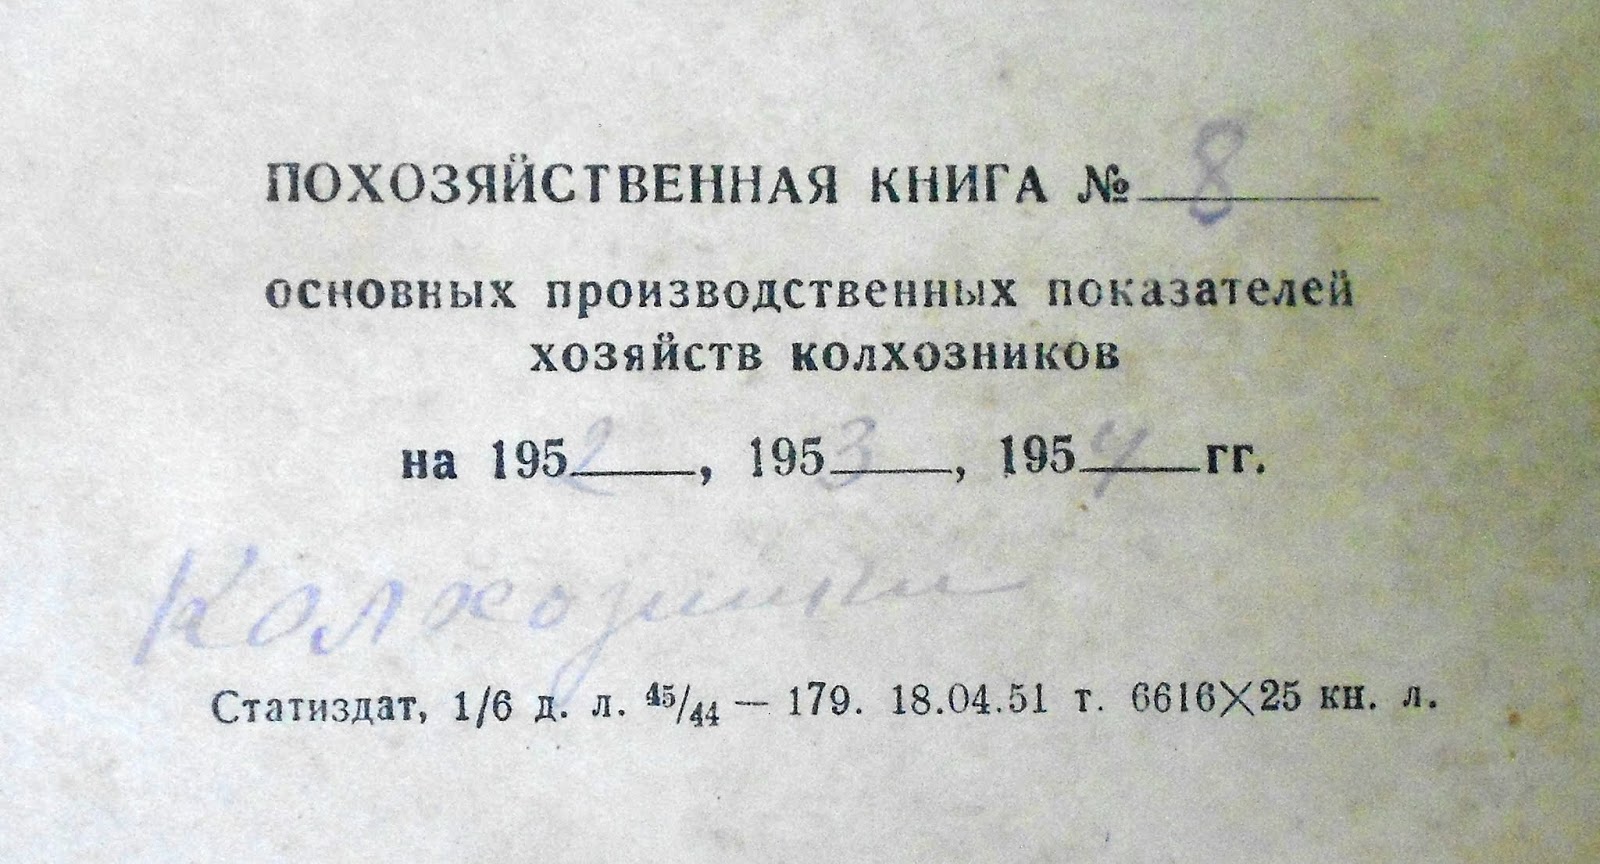 ПОХОЗЯЙСТВЕННАЯ КНИГА № 8
основных производственных показателей
хозяйств колхозников
на 1952, 1953, 1954 гг.
Колхозники
Статиздат, 1/6 д. л. 45/44 — 179. 18.04.51 т. 6616×25 кн. л.